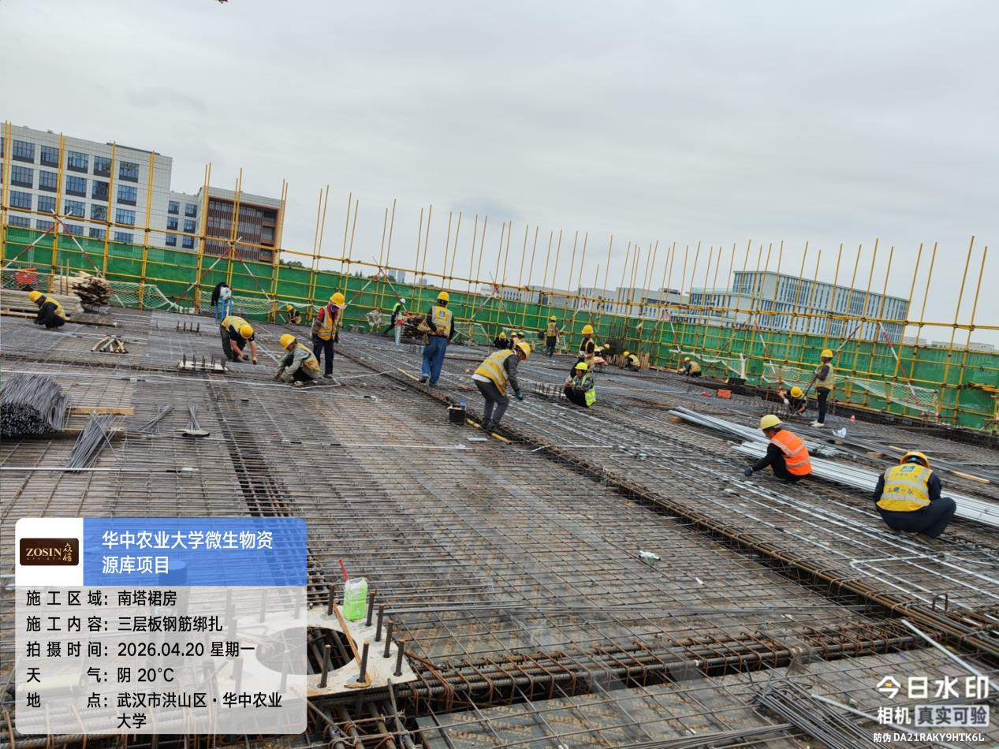 华中农业大学微生物资
源库项目
ZOSIN 众信
施工区域：南塔裙房
施工内容：三层板钢筋绑扎
拍摄时间：2026.04.20 星期一
天气：阴 20°C
地点：武汉市洪山区·华中农业
大学
今日水印
相机 真实可验
防伪 DA21RAKY9HTK6L